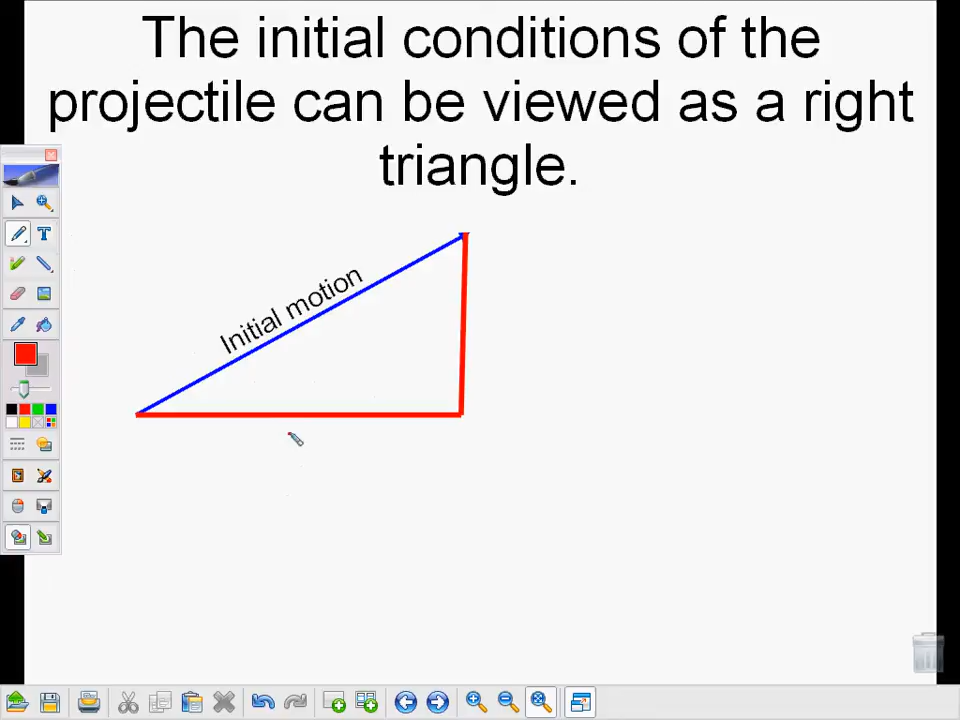 The initial conditions of the
projectile can be viewed as a right
triangle.
Initial motion
T